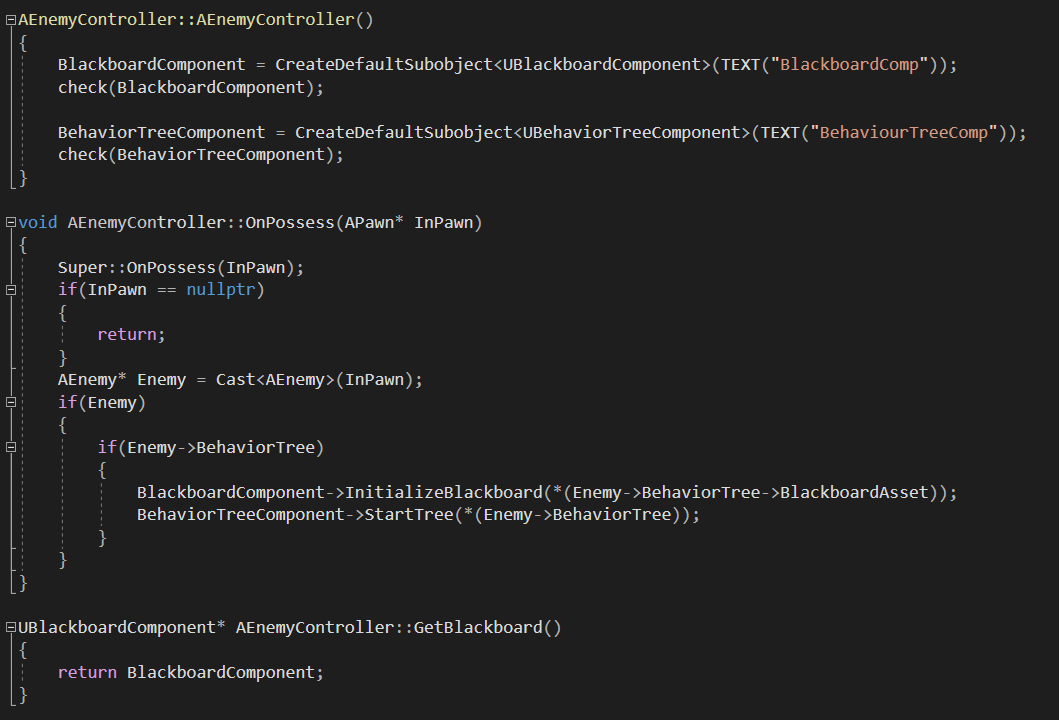 AEnemyController::AEnemyController()
{
    BlackboardComponent = CreateDefaultSubobject<UBlackboardComponent>(TEXT("BlackboardComp"));
    check(BlackboardComponent);

    BehaviorTreeComponent = CreateDefaultSubobject<UBehaviorTreeComponent>(TEXT("BehaviourTreeComp"));
    check(BehaviorTreeComponent);
}

void AEnemyController::OnPossess(APawn* InPawn)
{
    Super::OnPossess(InPawn);
    if(InPawn == nullptr)
    {
        return;
    }
    AEnemy* Enemy = Cast<AEnemy>(InPawn);
    if(Enemy)
    {
        if(Enemy->BehaviorTree)
        {
            BlackboardComponent->InitializeBlackboard(*(Enemy->BehaviorTree->BlackboardAsset));
            BehaviorTreeComponent->StartTree(*(Enemy->BehaviorTree));
        }
    }
}

UBlackboardComponent* AEnemyController::GetBlackboard()
{
    return BlackboardComponent;
}